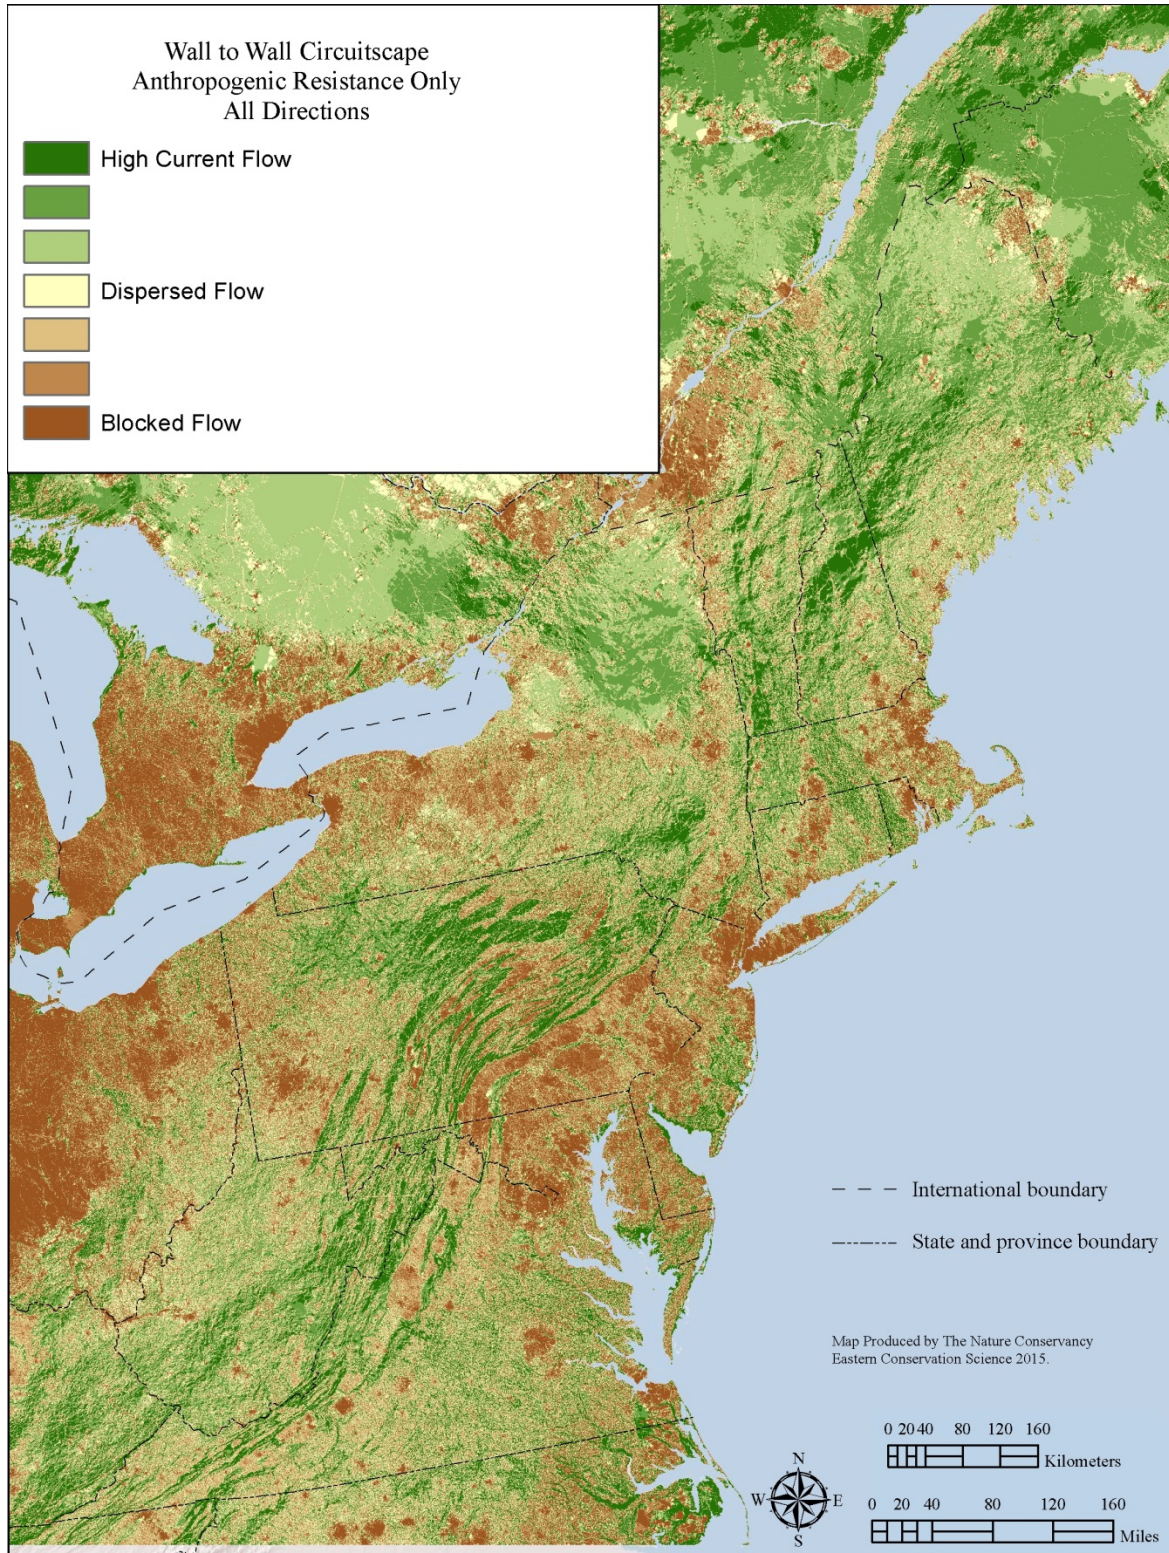 Wall to Wall Circuitscape
Anthropogenic Resistance Only
All Directions
High Current Flow
Dispersed Flow
Blocked Flow
International boundary
State and province boundary
Map Produced by The Nature Conservancy
Eastern Conservation Science 2015.
0 20 40 80 120 160
Kilometers
N
W E
S
0 20 40 80 120 160
Miles